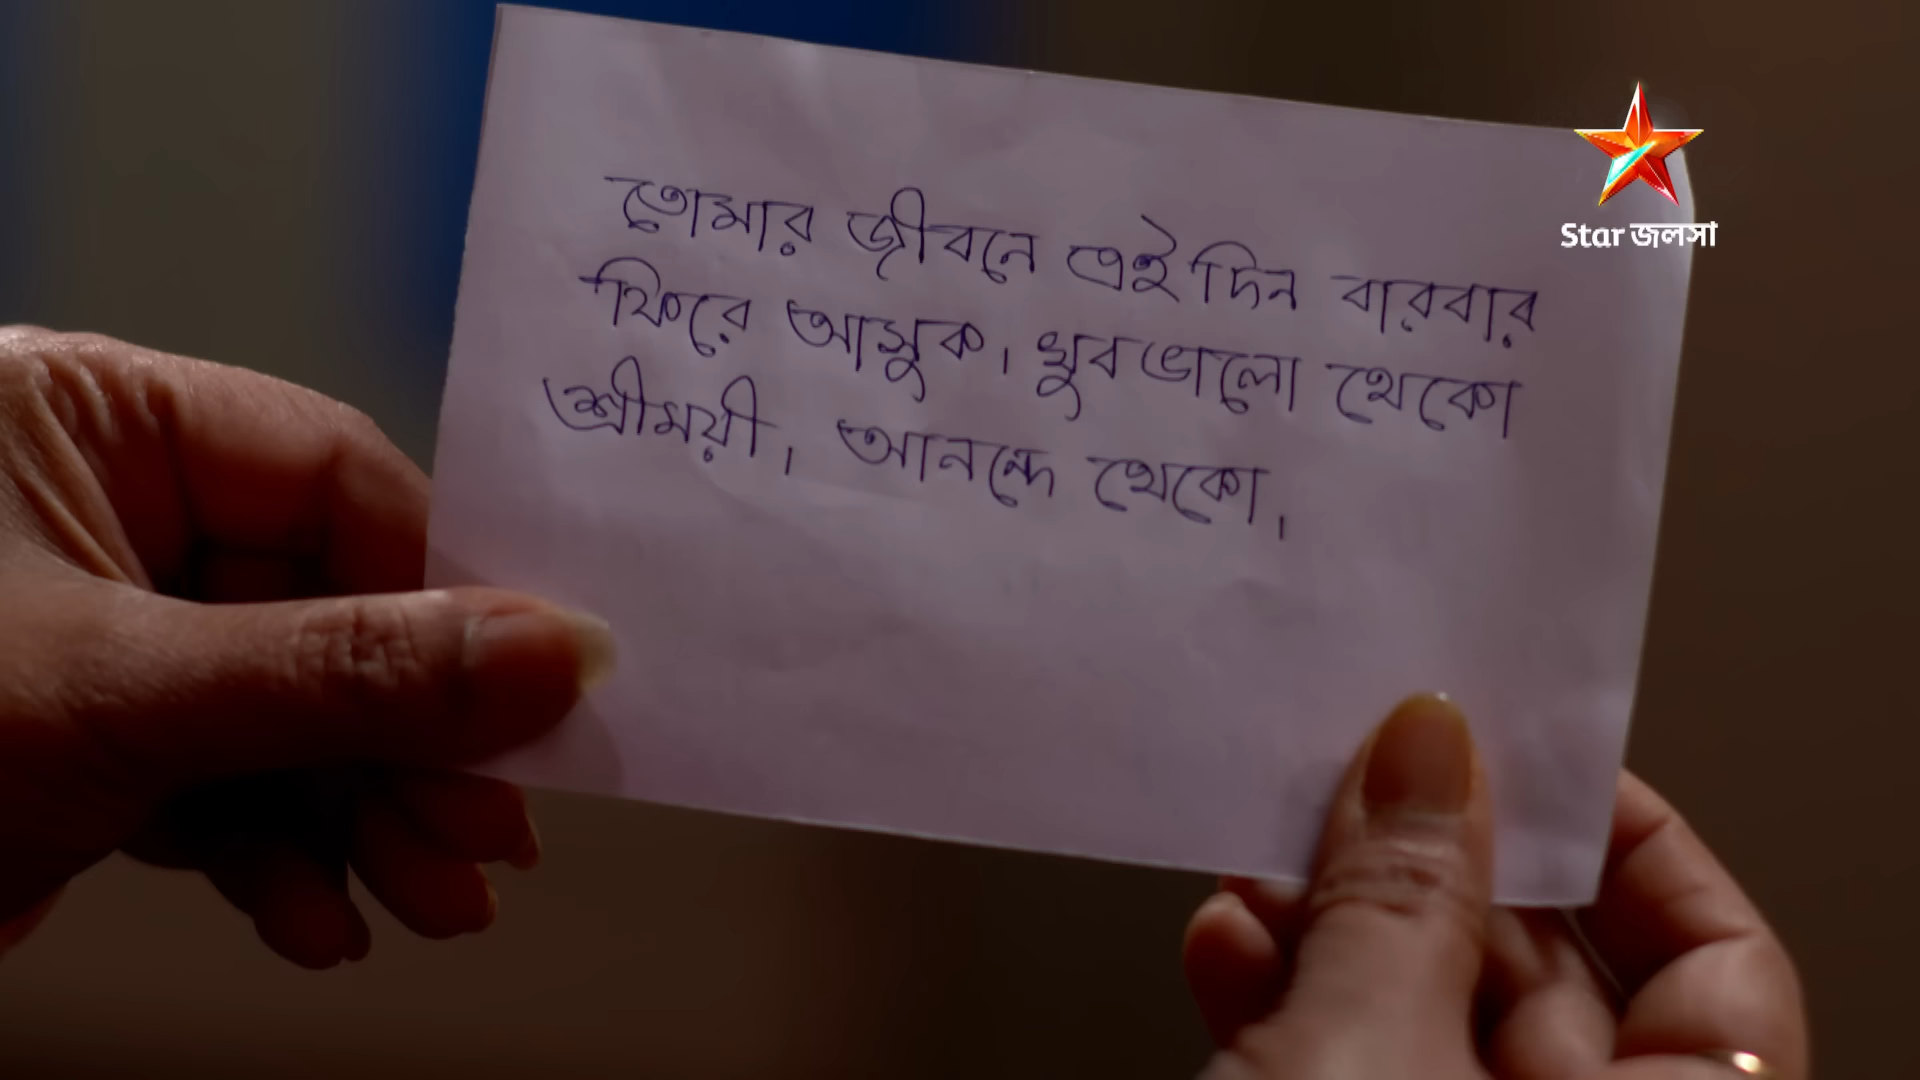 Star জলসা
তোমার জীবনে এই দিন বারবার
ফিরে আসুক। খুব ভালো থেকো
শ্রীময়ী। আনন্দে থেকো।